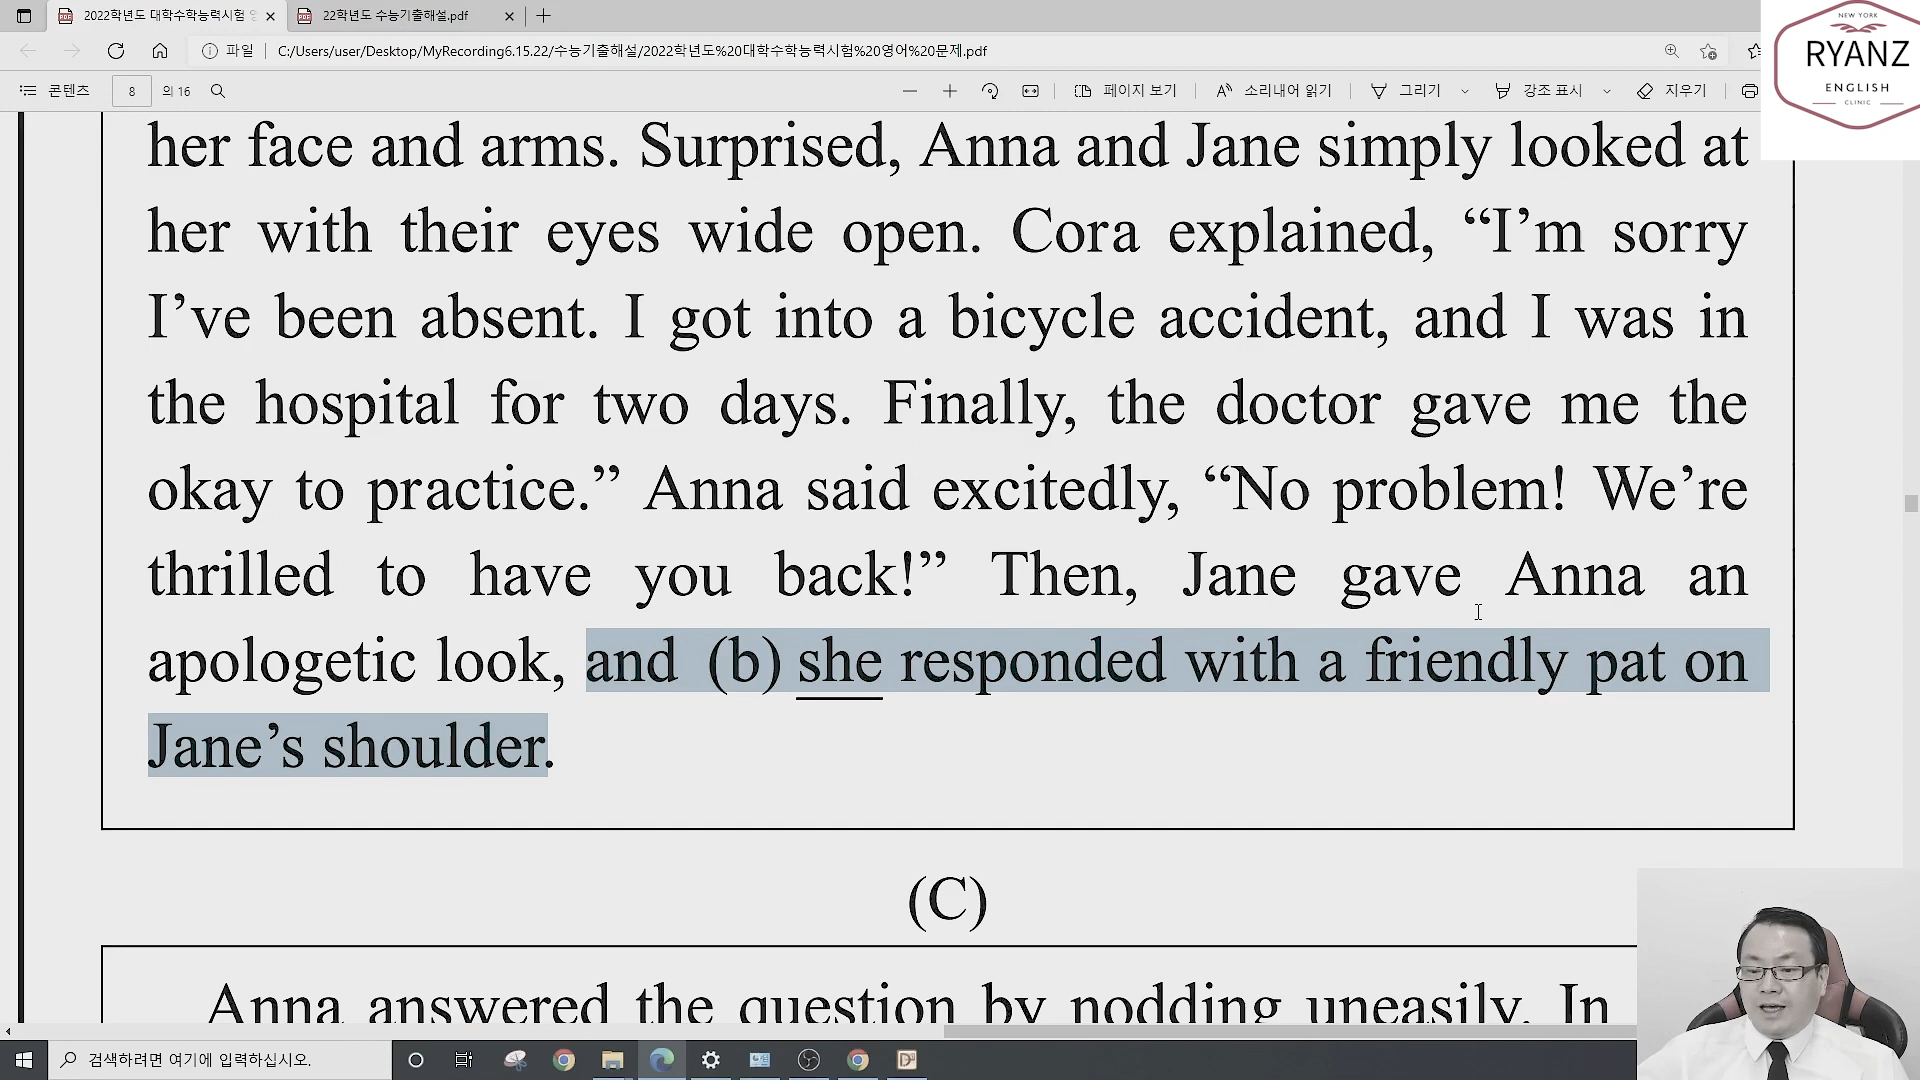 2022학년도 대학수학능력시험 영
22학년도 수능기출해설.pdf
파일
C:/Users/user/Desktop/MyRecording6.15.22/수능기출해설/2022학년도%20대학수학능력시험%20영어%20문제.pdf
콘텐츠
8
의 16
페이지 보기
소리내어 읽기
그리기
강조 표시
지우기
NEW YORK
RYANZ
ENGLISH
CLINIC
her face and arms. Surprised, Anna and Jane simply looked at
her with their eyes wide open. Cora explained, “I’m sorry
I’ve been absent. I got into a bicycle accident, and I was in
the hospital for two days. Finally, the doctor gave me the
okay to practice.” Anna said excitedly, “No problem! We’re
thrilled to have you back!” Then, Jane gave Anna an
apologetic look, and (b) she responded with a friendly pat on
Jane’s shoulder.
(C)
Anna answered the question by nodding uneasily. In
검색하려면 여기에 입력하십시오.